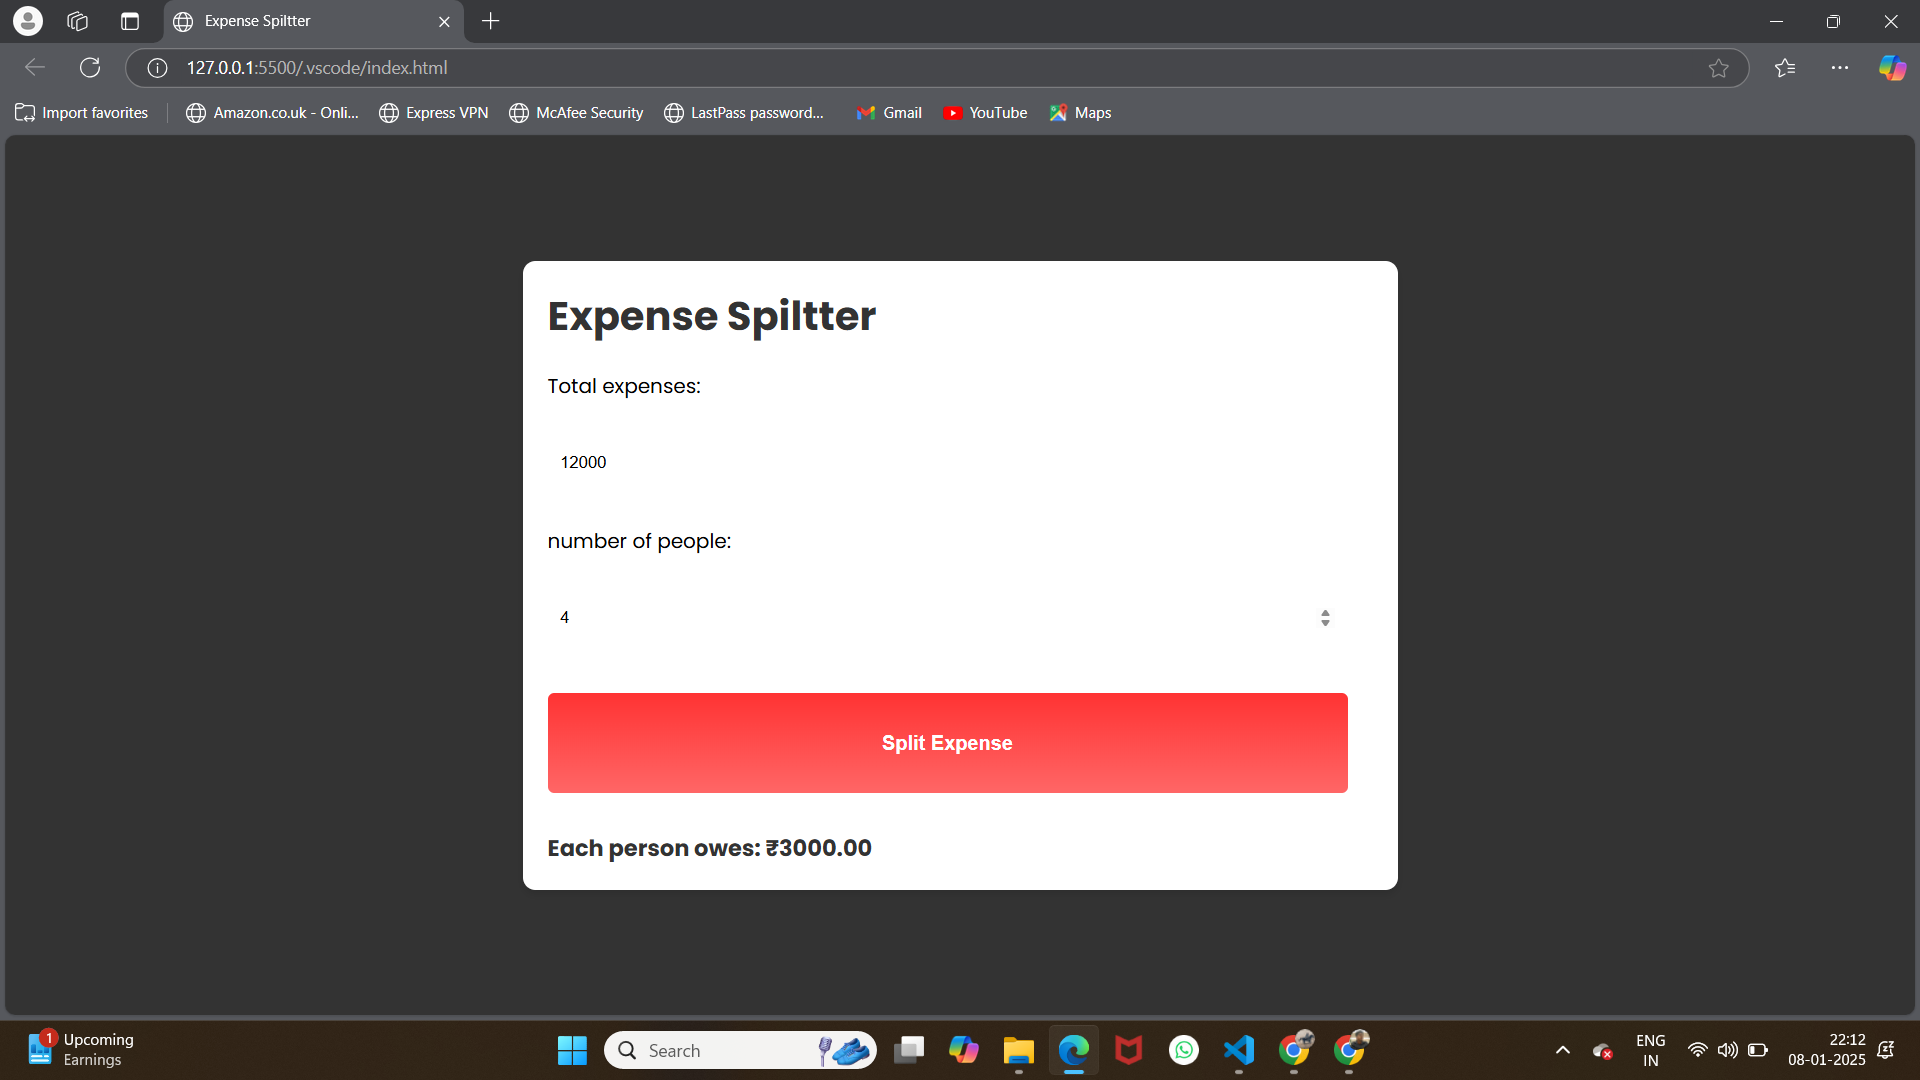 Expense Spiltter
127.0.0.1:5500/.vscode/index.html
Import favorites
Amazon.co.uk - Onli...
Express VPN
McAfee Security
LastPass password...
Gmail
YouTube
Maps
Expense Spiltter
Total expenses:
12000
number of people:
4
Split Expense
Each person owes: ₹3000.00
1
Upcoming
Earnings
Search
ENG
IN
22:12
08-01-2025